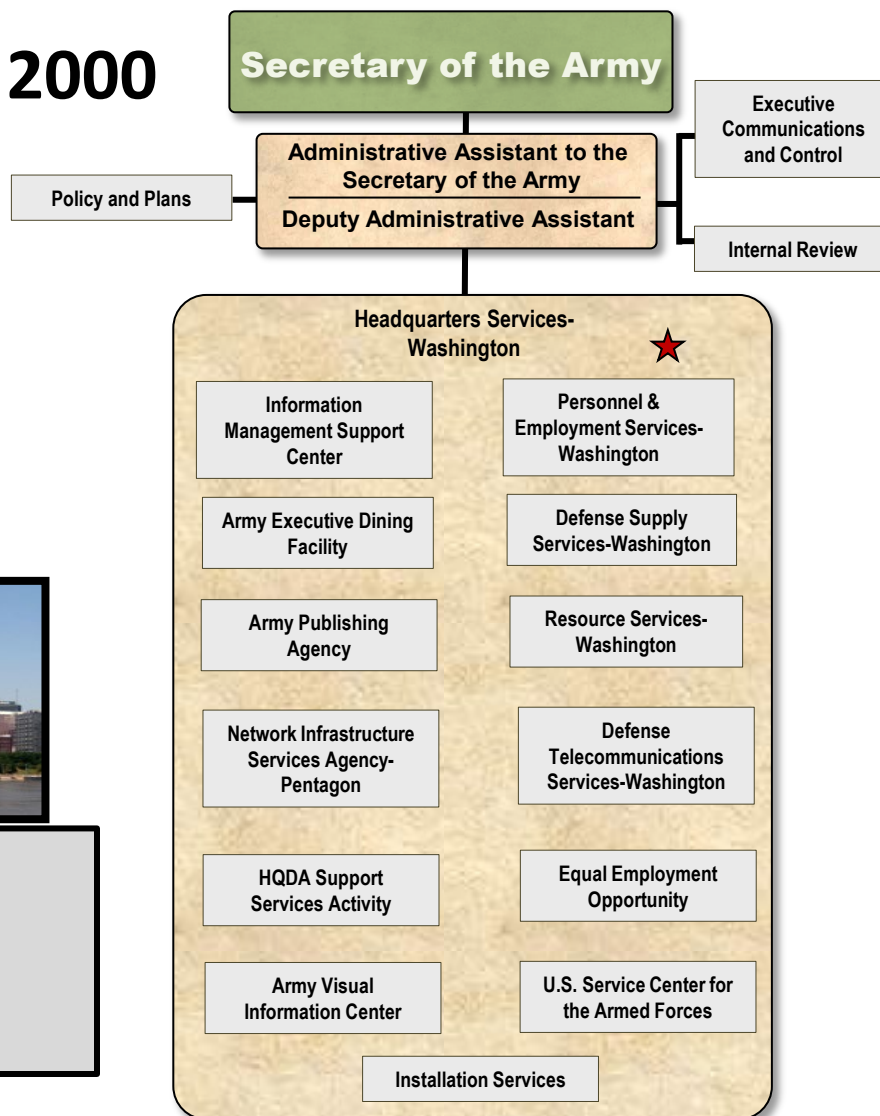 2000
Secretary of the Army
Administrative Assistant to the
Secretary of the Army
Deputy Administrative Assistant
Executive
Communications
and Control
Policy and Plans
Internal Review
Headquarters Services-
Washington
Information
Management Support
Center
Personnel &
Employment Services-
Washington
Army Executive Dining
Facility
Defense Supply
Services-Washington
Army Publishing
Agency
Resource Services-
Washington
Network Infrastructure
Services Agency-
Pentagon
Defense
Telecommunications
Services-Washington
HQDA Support
Services Activity
Equal Employment
Opportunity
Army Visual
Information Center
U.S. Service Center for
the Armed Forces
Installation Services